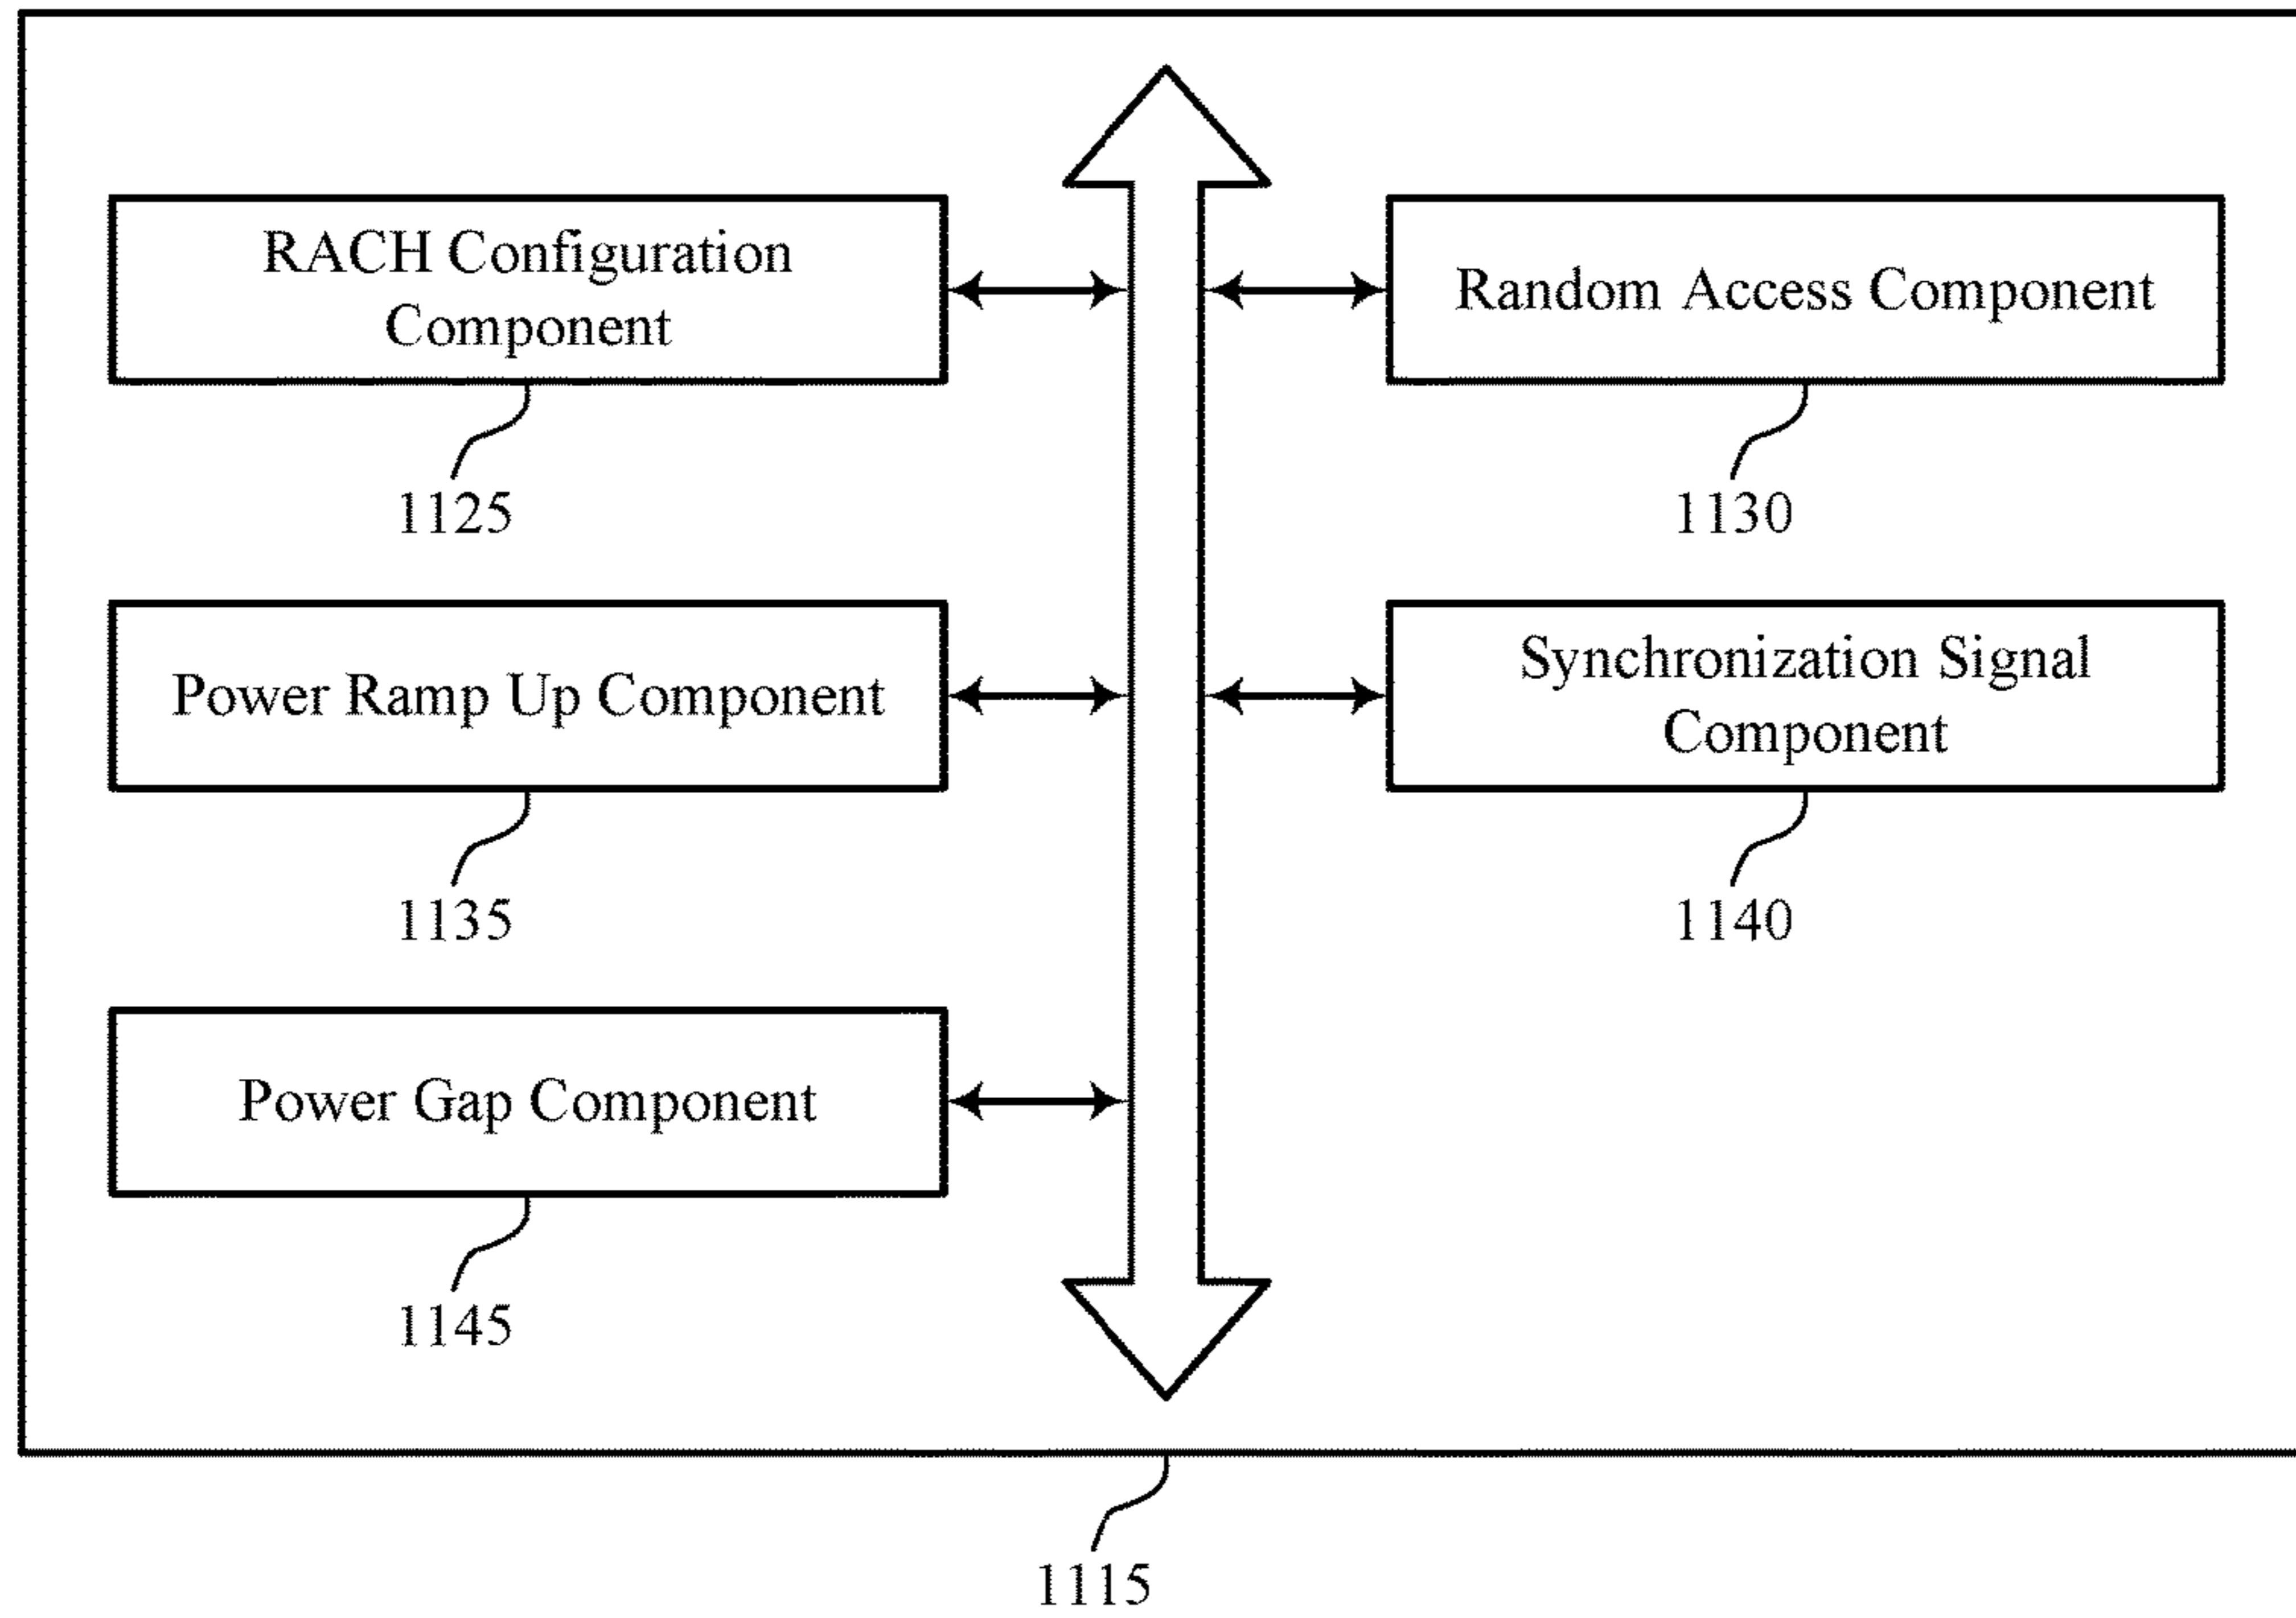 RACH Configuration
Component
1125
Random Access Component
1130
Power Ramp Up Component
1135
Synchronization Signal
Component
1140
Power Gap Component
1145
1115